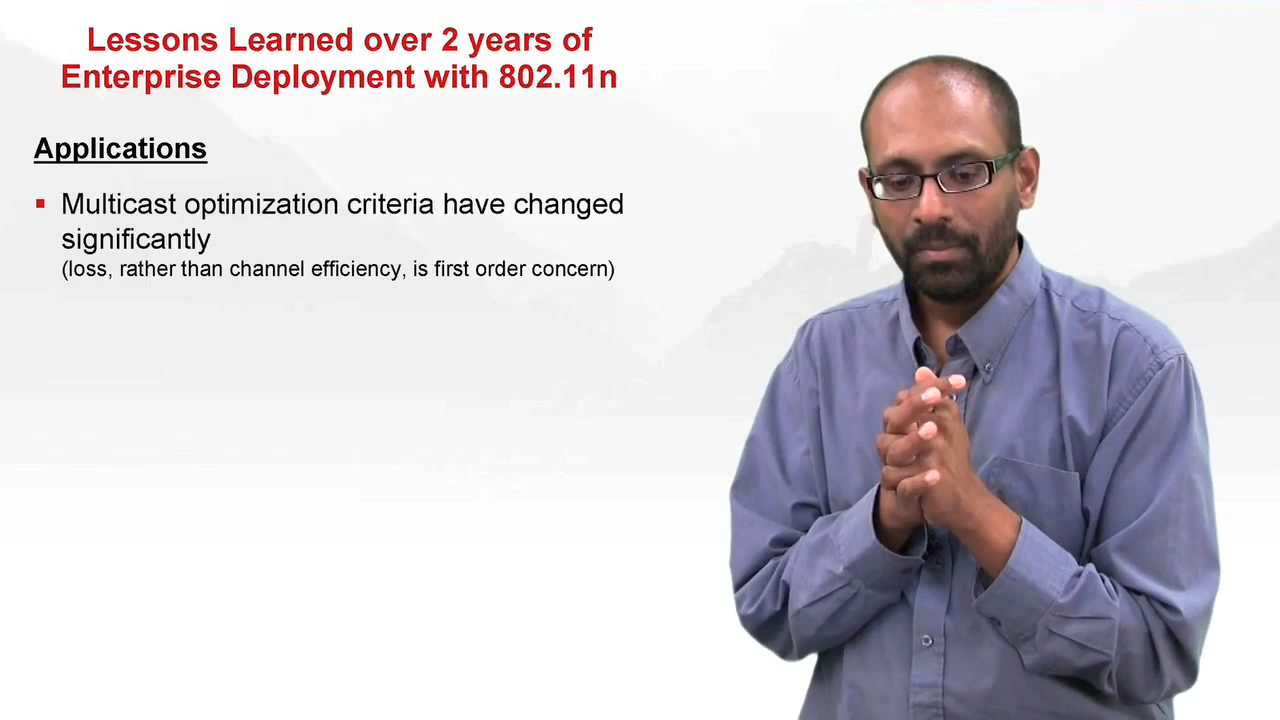 Lessons Learned over 2 years of
Enterprise Deployment with 802.11n
Applications
Multicast optimization criteria have changed
significantly
(loss, rather than channel efficiency, is first order concern)